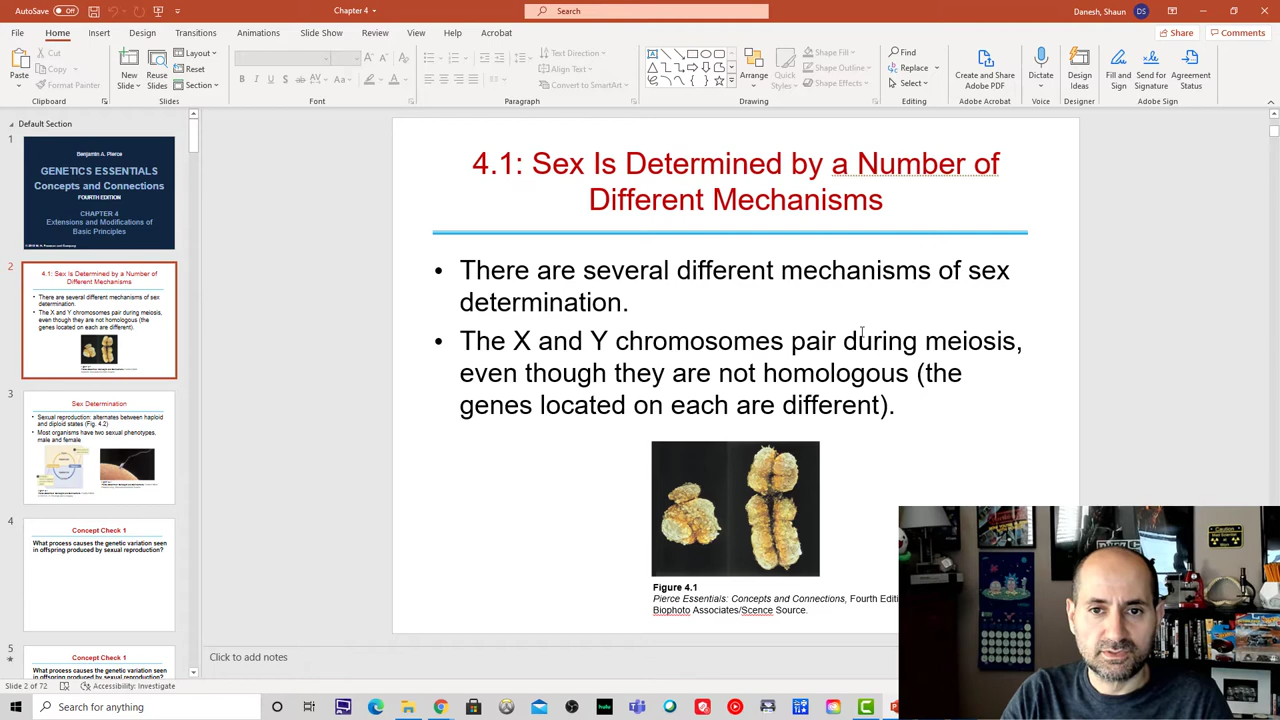 AutoSave Off
Chapter 4
Search
Danesh, Shaun
DS
File Home Insert Design Transitions Animations Slide Show Review View Help Acrobat
Share Comments
Paste
Cut
Copy
Format Painter
Clipboard
New Slide
Reuse Slides
Layout
Reset
Section
Slides
Font
Text Direction
Align Text
Convert to SmartArt
Paragraph
Arrange
Quick Styles
Shape Fill
Shape Outline
Shape Effects
Drawing
Find
Replace
Select
Editing
Create and Share Adobe PDF
Adobe Acrobat
Dictate
Voice
Design Ideas
Designer
Fill and Sign
Send for Signature
Agreement Status
Adobe Sign
Default Section
1
Benjamin A. Pierce
GENETICS ESSENTIALS
Concepts and Connections
FOURTH EDITION
CHAPTER 4
Extensions and Modifications of
Basic Principles
2
4.1: Sex Is Determined by a Number of
Different Mechanisms
• There are several different mechanisms of sex
determination.
• The X and Y chromosomes pair during meiosis,
even though they are not homologous (the
genes located on each are different).
3
Sex Determination
• Sexual reproduction: alternates between haploid
and diploid states (Fig. 4.2)
• Most organisms have two sexual phenotypes,
male and female
4
Concept Check 1
What process causes the genetic variation seen
in offspring produced by sexual reproduction?
5
Concept Check 1
What process causes the genetic variation seen
4.1: Sex Is Determined by a Number of
Different Mechanisms
• There are several different mechanisms of sex
determination.
• The X and Y chromosomes pair during meiosis,
even though they are not homologous (the
genes located on each are different).
Figure 4.1
Pierce Essentials: Concepts and Connections, Fourth Editi
Biophoto Associates/Scence Source.
Click to add notes
Slide 2 of 72
Accessibility: Investigate
Search for anything
hulu